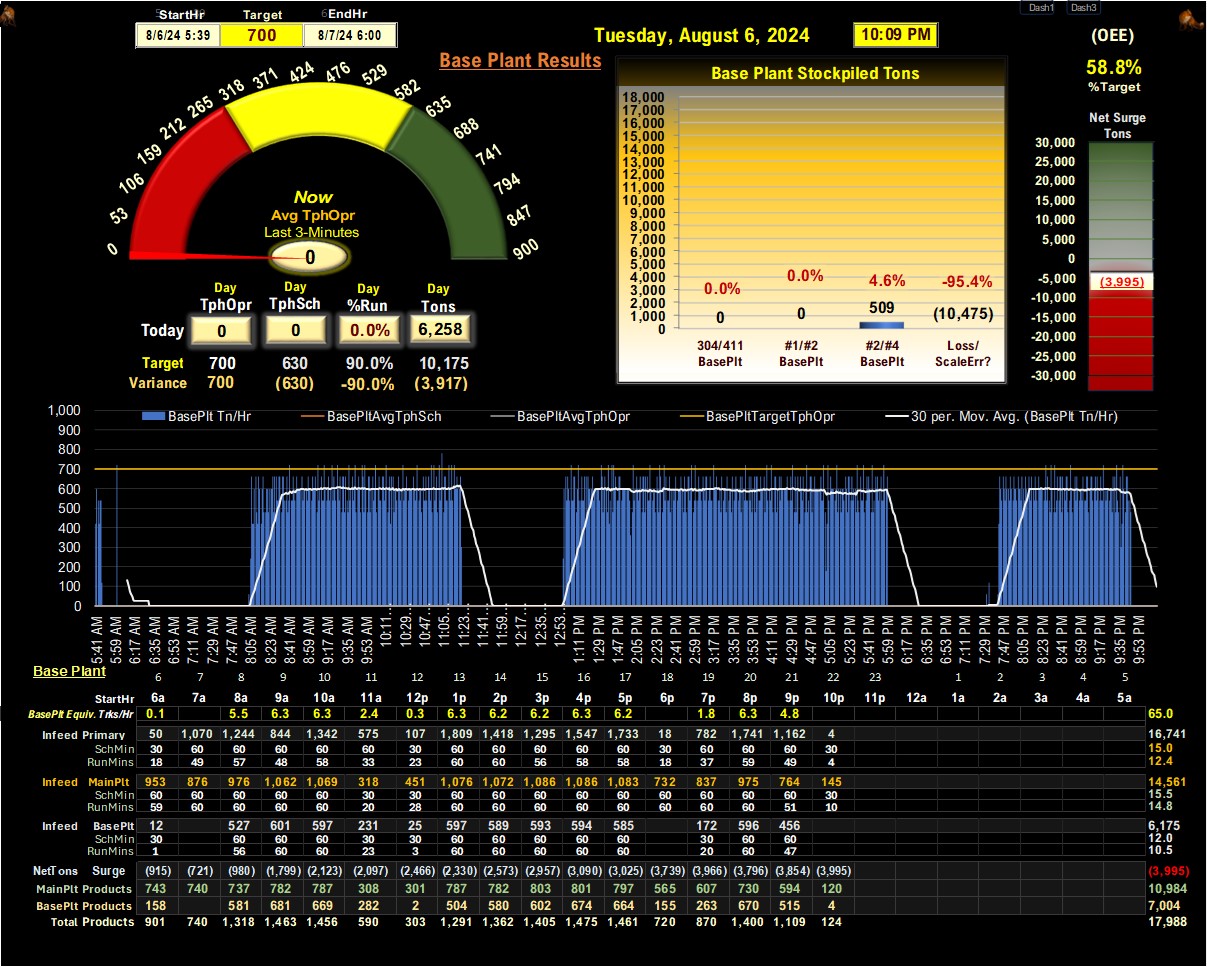 Dash1 Dash3
StartHr Target EndHr
8/6/24 5:39 700 8/7/24 6:00
Tuesday, August 6, 2024 10:09 PM
(OEE)
58.8%
%Target
Base Plant Results
0 53 106 159 212 265 318 371 424 476 529 582 635 688 741 794 847 900
Now
Avg TphOpr
Last 3-Minutes
0
Day Day Day Day
TphOpr TphSch %Run Tons
Today 0 0 0.0% 6,258
Target 700 630 90.0% 10,175
Variance 700 (630) -90.0% (3,917)
Base Plant Stockpiled Tons
18,000
17,000
16,000
15,000
14,000
13,000
12,000
11,000
10,000
9,000
8,000
7,000
6,000
5,000
4,000
3,000
2,000
1,000
0
0.0% 0.0% 4.6% -95.4%
0 0 509 (10,475)
304/411 #1/#2 #2/#4 Loss/
BasePlt BasePlt BasePlt ScaleErr?
Net Surge
Tons
30,000
25,000
20,000
15,000
10,000
5,000
0
-5,000
-10,000
-15,000
-20,000
-25,000
-30,000
(3,995)
BasePlt Tn/Hr BasePltAvgTphSch BasePltAvgTphOpr BasePltTargetTphOpr 30 per. Mov. Avg. (BasePlt Tn/Hr)
1,000
900
800
700
600
500
400
300
200
100
0
5:41 AM 5:59 AM 6:17 AM 6:35 AM 6:53 AM 7:11 AM 7:29 AM 7:47 AM 8:05 AM 8:23 AM 8:41 AM 8:59 AM 9:17 AM 9:35 AM 9:53 AM 10:11... 10:29... 10:47... 11:05... 11:23... 11:41... 11:59... 12:17... 12:35... 12:53... 1:11 PM 1:29 PM 1:47 PM 2:05 PM 2:23 PM 2:41 PM 2:59 PM 3:17 PM 3:35 PM 3:53 PM 4:11 PM 4:29 PM 4:47 PM 5:05 PM 5:23 PM 5:41 PM 5:59 PM 6:17 PM 6:35 PM 6:53 PM 7:11 PM 7:29 PM 7:47 PM 8:05 PM 8:23 PM 8:41 PM 8:59 PM 9:17 PM 9:35 PM 9:53 PM
Base Plant
6 7 8 9 10 11 12 13 14 15 16 17 18 19 20 21 22 23 1 2 3 4 5
StartHr 6a 7a 8a 9a 10a 11a 12p 1p 2p 3p 4p 5p 6p 7p 8p 9p 10p 11p 12a 1a 2a 3a 4a 5a
BasePlt Equiv. Trks/Hr 0.1 5.5 6.3 6.3 2.4 0.3 6.3 6.2 6.2 6.3 6.2 1.8 6.3 4.8 65.0
Infeed Primary 50 1,070 1,244 844 1,342 575 107 1,809 1,418 1,295 1,547 1,733 18 782 1,741 1,162 4 16,741
SchMin 30 60 60 60 60 30 30 60 60 60 60 60 30 60 60 60 30 15.0
RunMins 18 49 57 48 58 33 23 60 60 56 58 58 18 37 59 49 4 12.4
Infeed MainPlt 953 876 976 1,062 1,069 318 451 1,076 1,072 1,086 1,086 1,083 732 837 975 764 145 14,561
SchMin 60 60 60 60 60 30 30 60 60 60 60 60 60 60 60 60 30 15.5
RunMins 59 60 60 60 60 20 28 60 60 60 60 60 60 60 60 51 10 14.8
Infeed BasePlt 12 527 601 597 231 25 597 589 593 594 585 172 596 456 6,175
SchMin 30 60 60 60 30 30 60 60 60 60 60 30 60 60 12.0
RunMins 1 56 60 60 23 3 60 60 60 60 60 20 60 47 10.5
NetTons Surge (915) (721) (980) (1,799) (2,123) (2,097) (2,466) (2,330) (2,573) (2,957) (3,090) (3,025) (3,739) (3,966) (3,796) (3,854) (3,995) (3,995)
MainPlt Products 743 740 737 782 787 308 301 787 782 803 801 797 565 607 730 594 120 10,984
BasePlt Products 158 581 681 669 282 2 504 580 602 674 664 155 263 670 515 4 7,004
Total Products 901 740 1,318 1,463 1,456 590 303 1,291 1,362 1,405 1,475 1,461 720 870 1,400 1,109 124 17,988